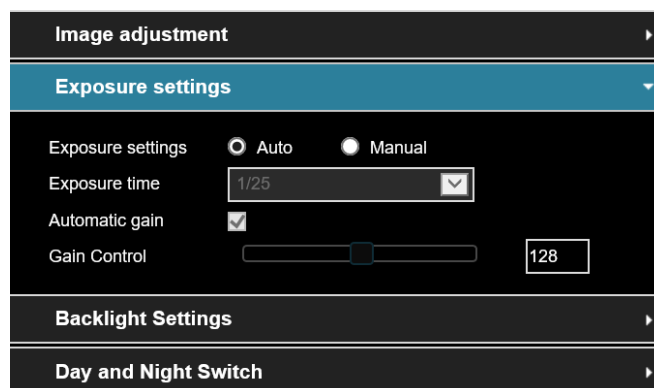 Image adjustment
Exposure settings
Exposure settings Auto Manual
Exposure time 1/25
Automatic gain
Gain Control 128
Backlight Settings
Day and Night Switch